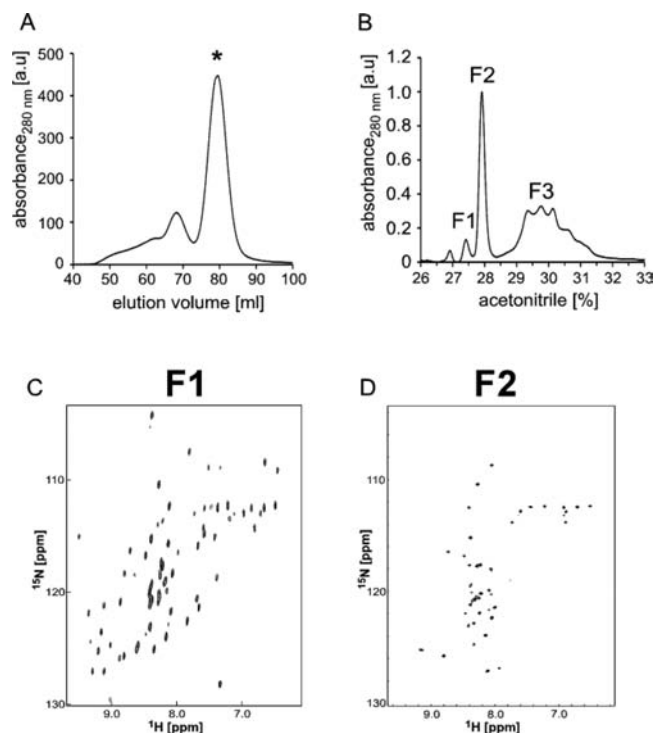 A
absorbance280 nm [a.u]
500
400
300
200
100
0
*
40 50 60 70 80 90 100
elution volume [ml]
B
absorbance280 nm [a.u]
1.2
1.0
0.8
0.6
0.4
0.2
0
F1
F2
F3
26 27 28 29 30 31 32 33
acetonitrile [%]
C
F1
15N [ppm]
110
120
130
9.0 8.0 7.0
1H [ppm]
D
F2
15N [ppm]
110
120
130
9.0 8.0 7.0
1H [ppm]